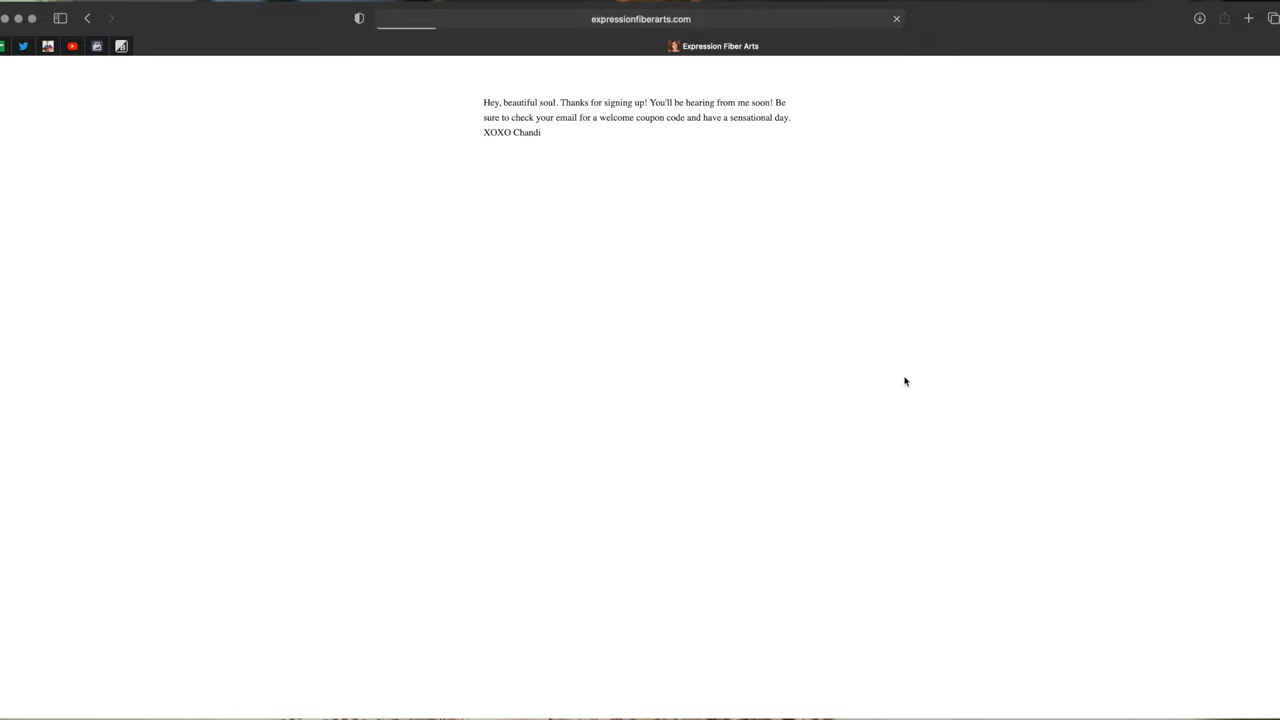 expressionfiberarts.com
Expression Fiber Arts
Hey, beautiful soul. Thanks for signing up! You'll be hearing from me soon! Be
sure to check your email for a welcome coupon code and have a sensational day.
XOXO Chandi